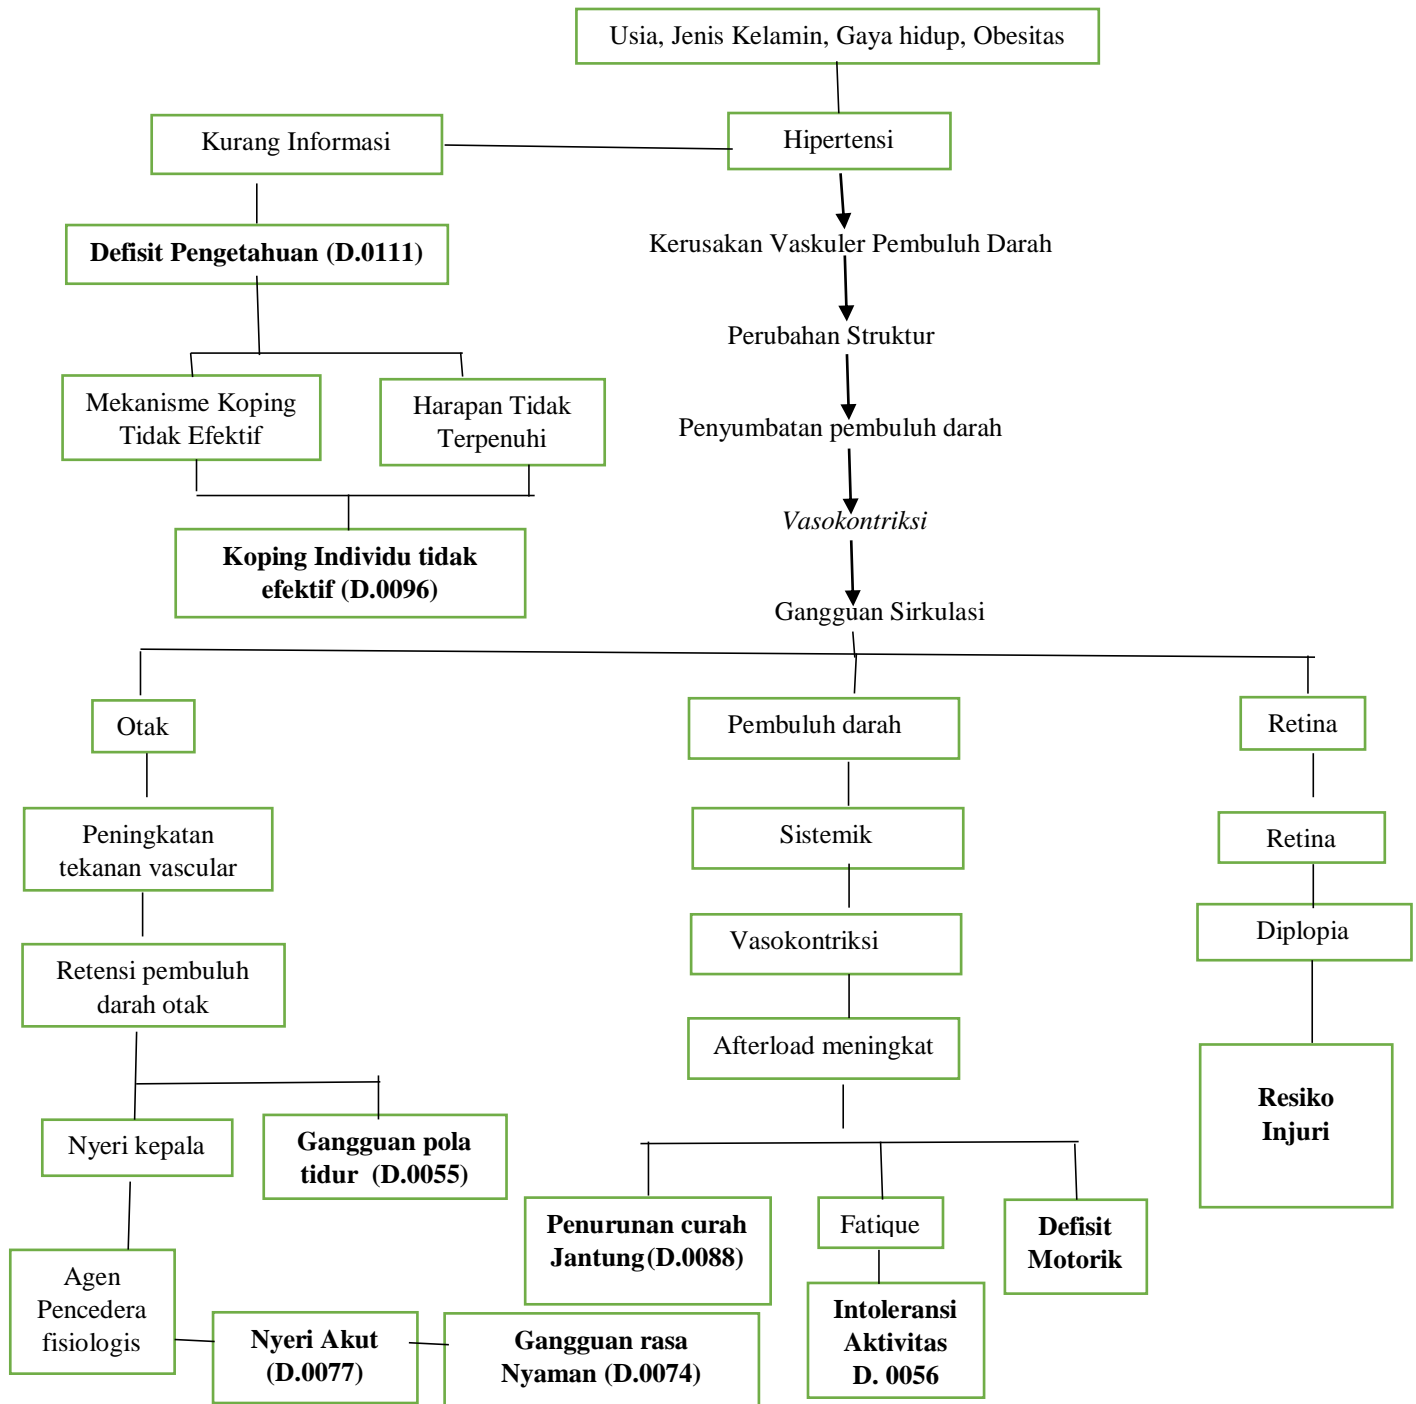 Usia, Jenis Kelamin, Gaya hidup, Obesitas
Kurang Informasi
Hipertensi
Defisit Pengetahuan (D.0111)
Kerusakan Vaskuler Pembuluh Darah
Perubahan Struktur
Mekanisme Koping
Tidak Efektif
Harapan Tidak
Terpenuhi
Penyumbatan pembuluh darah
Vasokontriksi
Koping Individu tidak
efektif (D.0096)
Gangguan Sirkulasi
Otak
Pembuluh darah
Retina
Peningkatan
tekanan vascular
Sistemik
Retina
Retensi pembuluh
darah otak
Vasokontriksi
Diplopia
Afterload meningkat
Resiko
Injuri
Nyeri kepala
Gangguan pola
tidur (D.0055)
Penurunan curah
Jantung(D.0088)
Fatique
Defisit
Motorik
Agen
Pencedera
fisiologis
Nyeri Akut
(D.0077)
Gangguan rasa
Nyaman (D.0074)
Intoleransi
Aktivitas
D. 0056